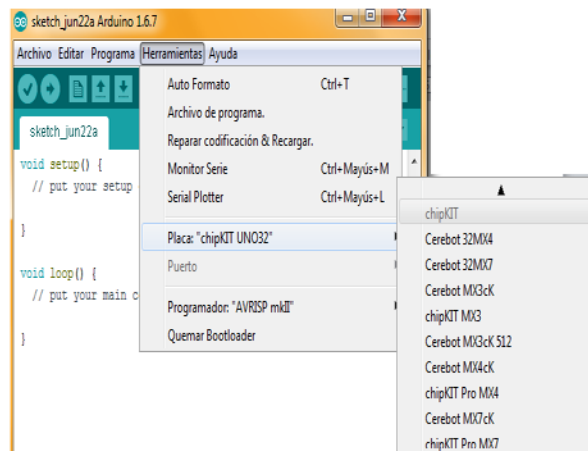 sketch_jun22a Arduino 1.6.7
Archivo Editar Programa Herramientas Ayuda
sketch_jun22a
void setup() {
// put your setup
}
void loop() {
// put your main c
}
Auto Formato Ctrl+T
Archivo de programa.
Reparar codificación & Recargar.
Monitor Serie Ctrl+Mayús+M
Serial Plotter Ctrl+Mayús+L
Placa: "chipKIT UNO32"
Puerto
Programador: "AVRISP mkII"
Quemar Bootloader
chipKIT
Cerebot 32MX4
Cerebot 32MX7
Cerebot MX3cK
chipKIT MX3
Cerebot MX3cK 512
Cerebot MX4cK
chipKIT Pro MX4
Cerebot MX7cK
chipKIT Pro MX7